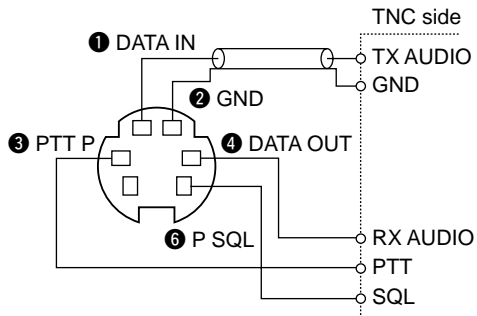 TNC side
❶ DATA IN
TX AUDIO
GND
❷ GND
❸ PTT P
❹ DATA OUT
❻ P SQL
RX AUDIO
PTT
SQL